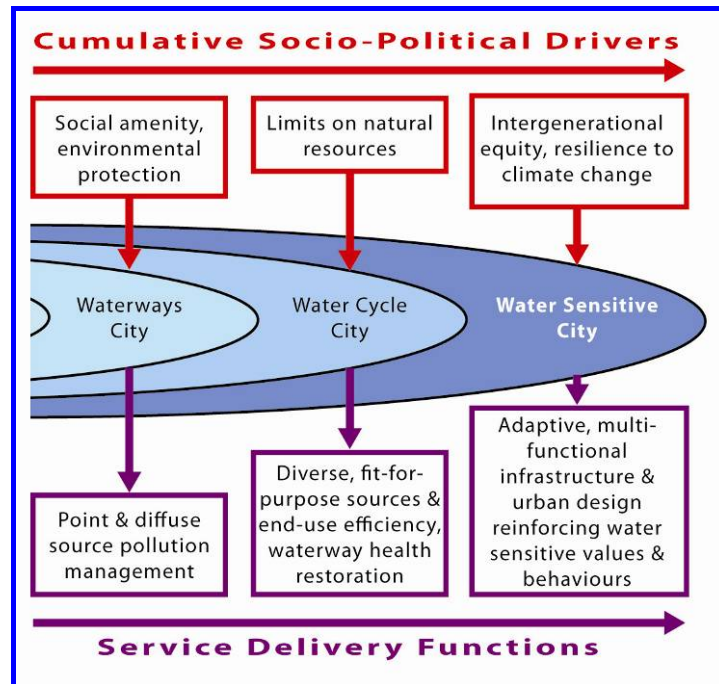 Cumulative Socio-Political Drivers
Social amenity,
environmental
protection
Limits on natural
resources
Intergenerational
equity, resilience to
climate change
Waterways
City
Water Cycle
City
Water Sensitive
City
Point & diffuse
source pollution
management
Diverse, fit-for-
purpose sources &
end-use efficiency,
waterway health
restoration
Adaptive, multi-
functional
infrastructure &
urban design
reinforcing water
sensitive values &
behaviours
Service Delivery Functions